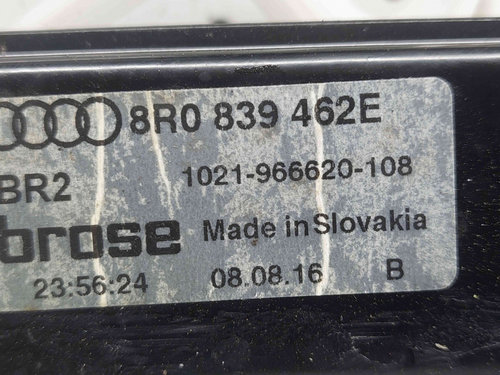 8R0 839 462E
BR2 1021-966620-108
brose Made in Slovakia
23:56:24 08.08.16 B